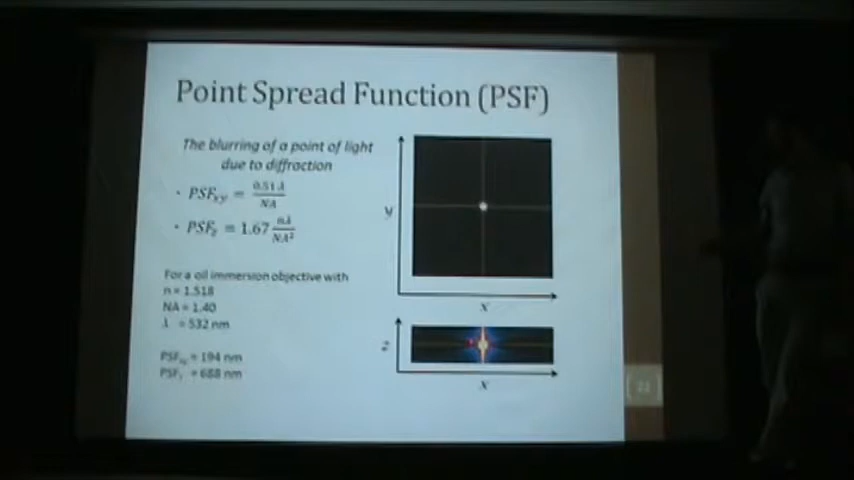 Point Spread Function (PSF)
The blurring of a point of light
due to diffraction
• PSFxy = 0.51λ / NA
• PSFz = 1.67 nλ / NA²
For a oil immersion objective with
n = 1.518
NA = 1.40
λ = 532 nm
PSFxy = 194 nm
PSFz = 688 nm
y
x
z
x